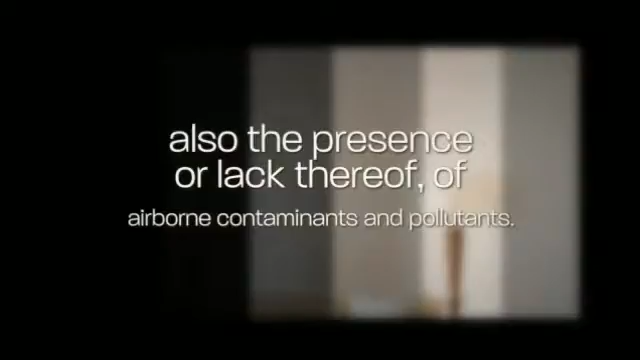 also the presence
or lack thereof, of
airborne contaminants and pollutants.